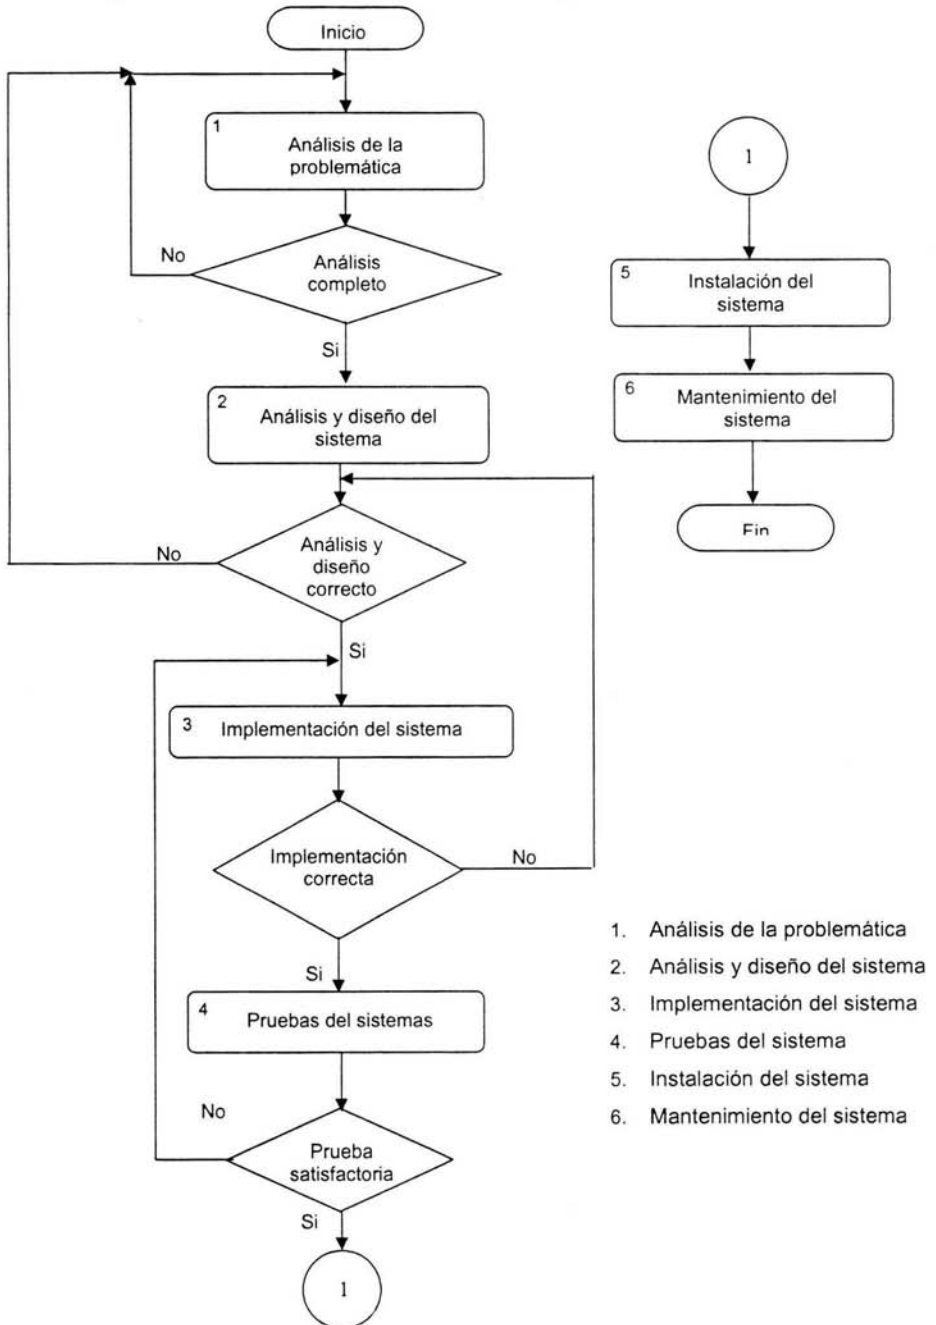 Inicio
1
Análisis de la
problemática
No
Análisis
completo
Si
2
Análisis y diseño del
sistema
No
Análisis y
diseño
correcto
Si
3
Implementación del sistema
Implementación
correcta
No
Si
4
Pruebas del sistemas
No
Prueba
satisfactoria
Si
1
1
5
Instalación del
sistema
6
Mantenimiento del
sistema
Fin
1. Análisis de la problemática
2. Análisis y diseño del sistema
3. Implementación del sistema
4. Pruebas del sistema
5. Instalación del sistema
6. Mantenimiento del sistema